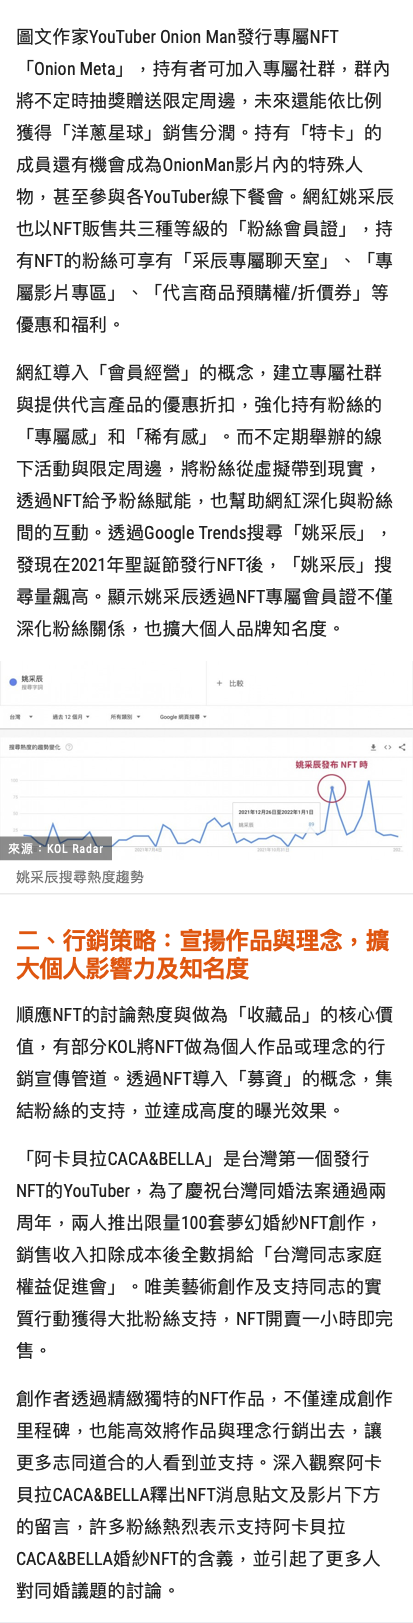 圖文作家YouTuber Onion Man發行專屬NFT
「Onion Meta」，持有者可加入專屬社群，群內
將不定時抽獎贈送限定周邊，未來還能依比例
獲得「洋蔥星球」銷售分潤。持有「特卡」的
成員還有機會成為OnionMan影片內的特殊人
物，甚至參與各YouTuber線下餐會。網紅姚采辰
也以NFT販售共三種等級的「粉絲會員證」，持
有NFT的粉絲可享有「采辰專屬聊天室」、「專
屬影片專區」、「代言商品預購權/折價券」等
優惠和福利。
網紅導入「會員經營」的概念，建立專屬社群
與提供代言產品的優惠折扣，強化持有粉絲的
「專屬感」和「稀有感」。而不定期舉辦的線
下活動與限定周邊，將粉絲從虛擬帶到現實，
透過NFT給予粉絲賦能，也幫助網紅深化與粉絲
間的互動。透過Google Trends搜尋「姚采辰」，
發現在2021年聖誕節發行NFT後，「姚采辰」搜
尋量飆高。顯示姚采辰透過NFT專屬會員證不僅
深化粉絲關係，也擴大個人品牌知名度。
姚采辰
搜尋字詞
+ 比較
台灣 過去 12 個月 所有類別 Google 網頁搜尋
搜尋熱度的趨勢變化
姚采辰發布 NFT 時
2021年12月26日至2022年1月1日
姚采辰
來源：KOL Radar
姚采辰搜尋熱度趨勢
二、行銷策略：宣揚作品與理念，擴
大個人影響力及知名度
順應NFT的討論熱度與做為「收藏品」的核心價
值，有部分KOL將NFT做為個人作品或理念的行
銷宣傳管道。透過NFT導入「募資」的概念，集
結粉絲的支持，並達成高度的曝光效果。
「阿卡貝拉CACA&BELLA」是台灣第一個發行
NFT的YouTuber，為了慶祝台灣同婚法案通過兩
周年，兩人推出限量100套夢幻婚紗NFT創作，
銷售收入扣除成本後全數捐給「台灣同志家庭
權益促進會」。唯美藝術創作及支持同志的實
質行動獲得大批粉絲支持，NFT開賣一小時即完
售。
創作者透過精緻獨特的NFT作品，不僅達成創作
里程碑，也能高效將作品與理念行銷出去，讓
更多志同道合的人看到並支持。深入觀察阿卡
貝拉CACA&BELLA釋出NFT消息貼文及影片下方
的留言，許多粉絲熱烈表示支持阿卡貝拉
CACA&BELLA婚紗NFT的含義，並引起了更多人
對同婚議題的討論。